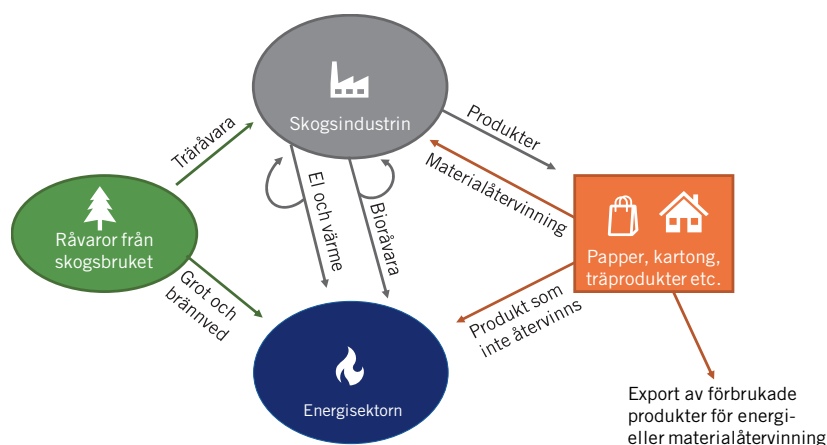 Skogsindustrin
Träråvara
Produkter
Materialåtervinning
El och värme
Bioråvara
Råvaror från
skogsbruket
Papper, kartong,
träprodukter etc.
Grot och
brännved
Produkt som
inte återvinns
Energisektorn
Export av förbrukade
produkter för energi-
eller materialåtervinning